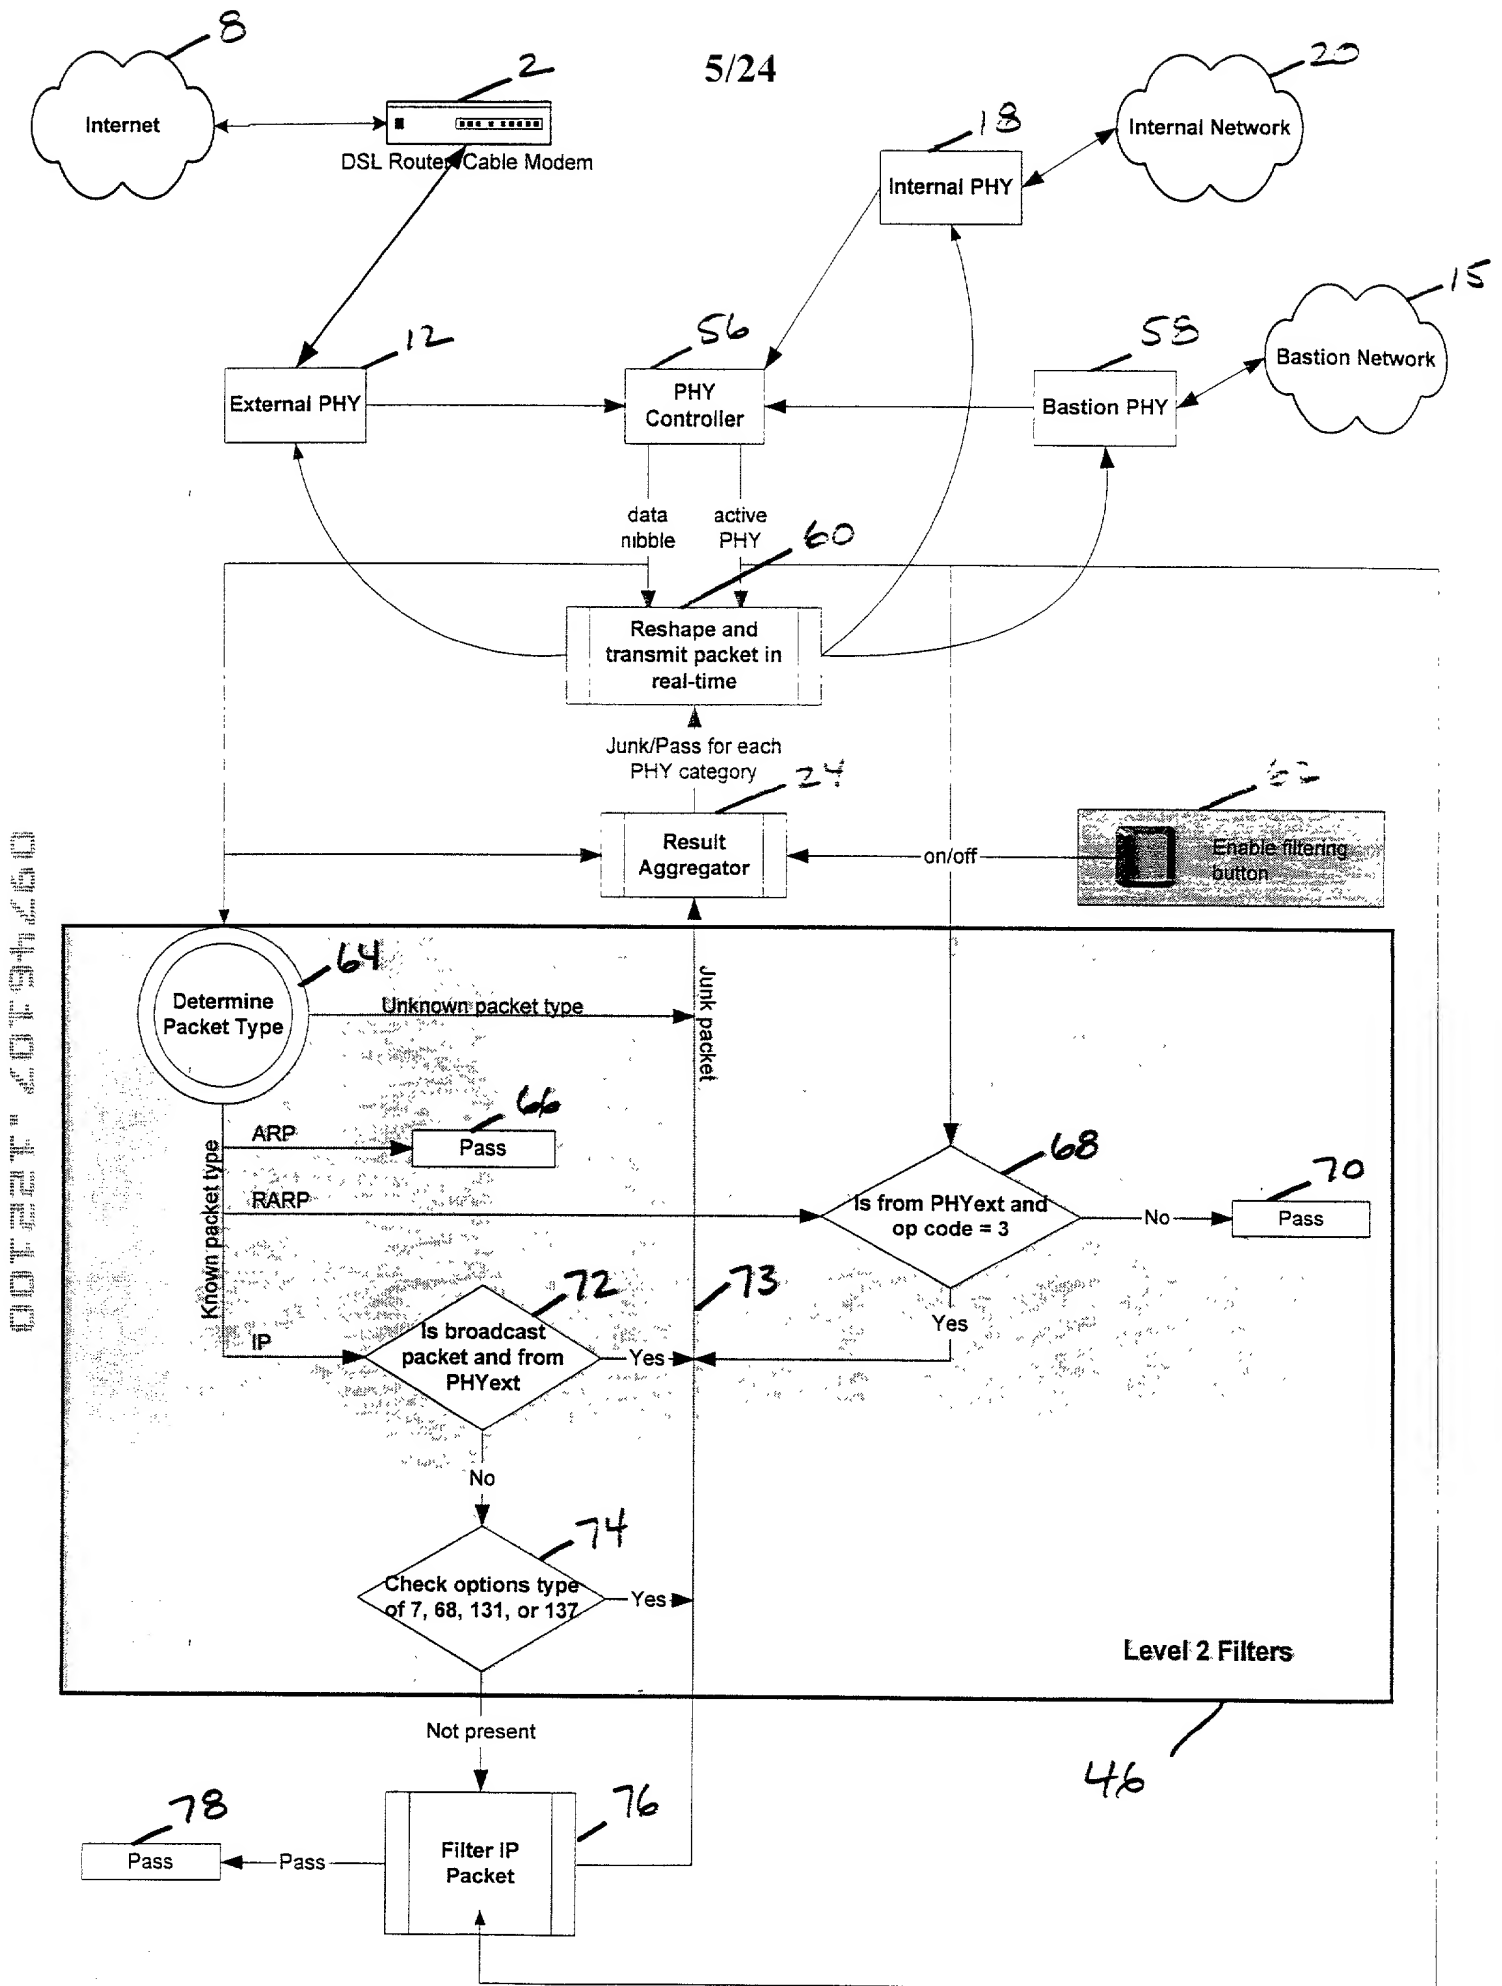 8
2
5/24
20
Internet
DSL Router/Cable Modem
18
Internal Network
Internal PHY
15
12
56
58
Bastion Network
External PHY
PHY
Controller
Bastion PHY
data
nibble
active
PHY
60
Reshape and
transmit packet in
real-time
Junk/Pass for each
PHY category
24
62
Result
Aggregator
on/off
Enable filtering
button
64
Determine
Packet Type
Unknown packet type
Junk packet
66
ARP
Pass
68
70
Known packet type
RARP
Is from PHYext and
op code = 3
No
Pass
72
73
Yes
IP
Is broadcast
packet and from
PHYext
Yes
No
74
Check options type
of 7, 68, 131, or 137
Yes
Level 2 Filters
Not present
46
78
76
Pass
Pass
Filter IP
Packet